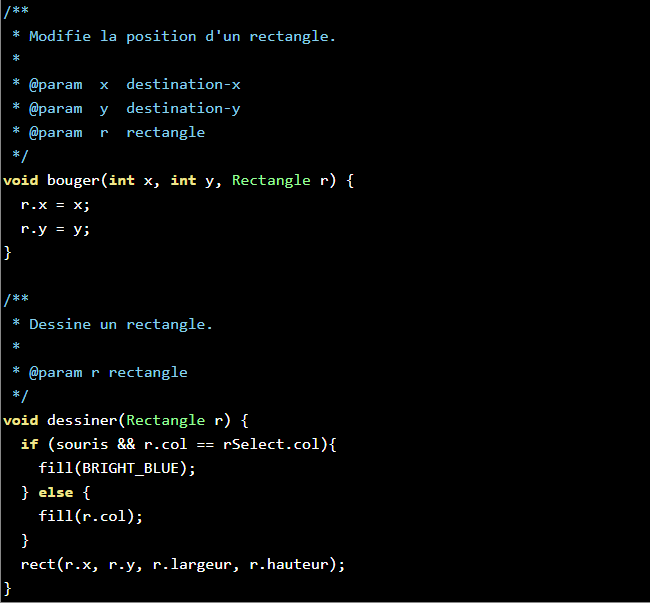 /**
 * Modifie la position d'un rectangle.
 *
 * @param  x  destination-x
 * @param  y  destination-y
 * @param  r  rectangle
 */
void bouger(int x, int y, Rectangle r) {
  r.x = x;
  r.y = y;
}

/**
 * Dessine un rectangle.
 *
 * @param r rectangle
 */
void dessiner(Rectangle r) {
  if (souris && r.col == rSelect.col){
    fill(BRIGHT_BLUE);
  } else {
    fill(r.col);
  }
  rect(r.x, r.y, r.largeur, r.hauteur);
}